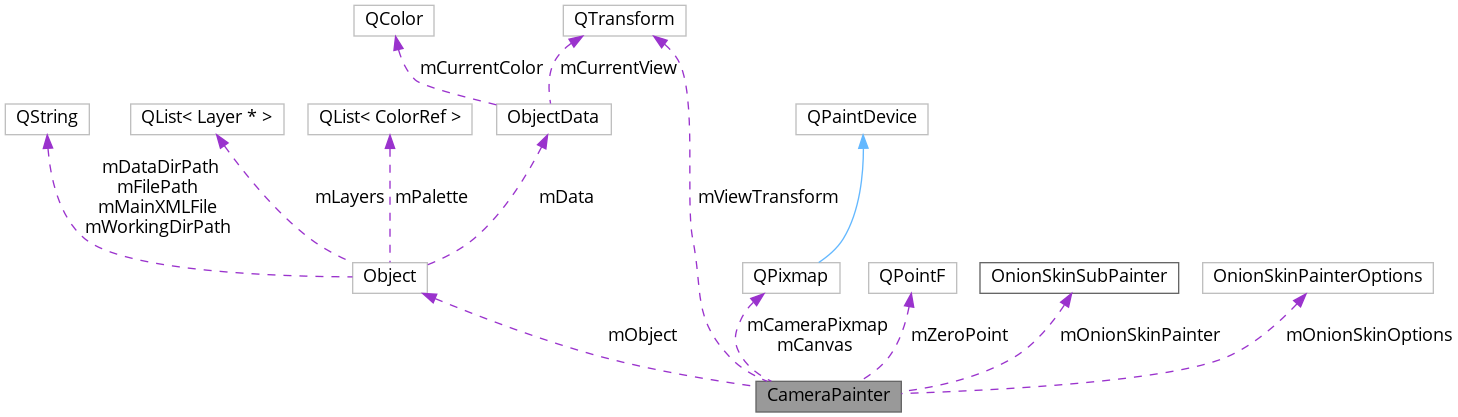 QColor
QTransform
mCurrentColor
mCurrentView
QString
QList< Layer * >
QList< ColorRef >
ObjectData
QPaintDevice
mDataDirPath
mFilePath
mMainXMLFile
mWorkingDirPath
mLayers
mPalette
mData
mViewTransform
Object
QPixmap
QPointF
OnionSkinSubPainter
OnionSkinPainterOptions
mObject
mCameraPixmap
mCanvas
mZeroPoint
mOnionSkinPainter
mOnionSkinOptions
CameraPainter